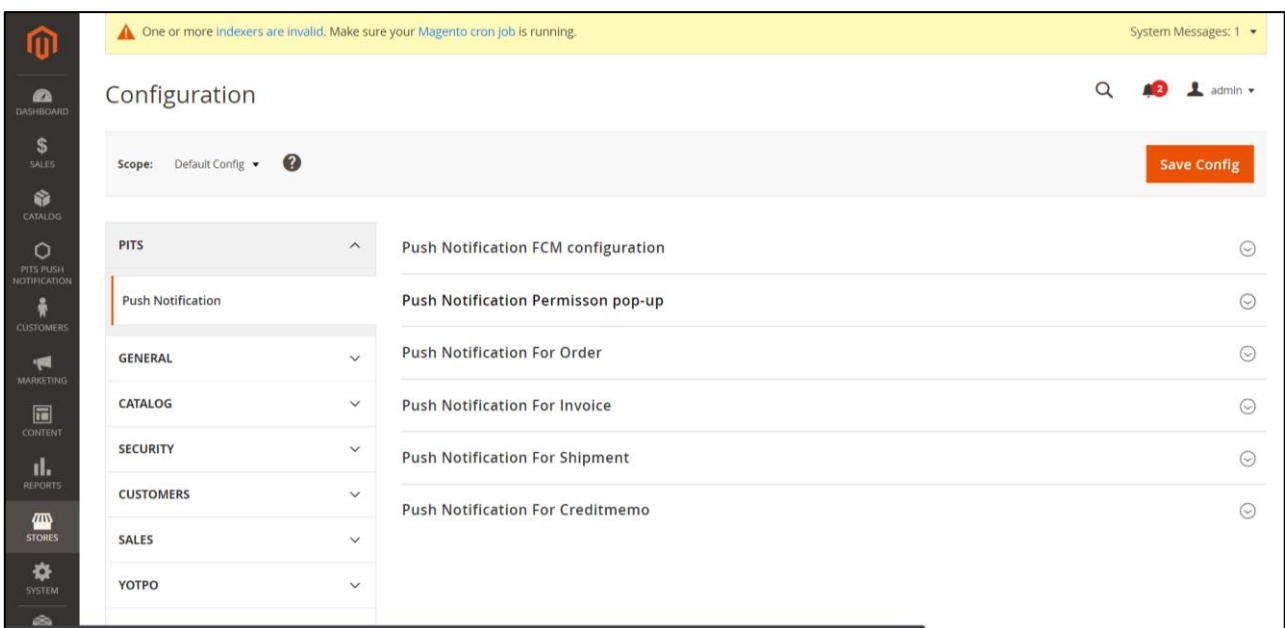 One or more indexers are invalid. Make sure your Magento cron job is running.
System Messages: 1
Configuration
2
admin
Scope: Default Config
?
Save Config
DASHBOARD
SALES
CATALOG
PITS PUSH
NOTIFICATION
CUSTOMERS
MARKETING
CONTENT
REPORTS
STORES
SYSTEM
PITS
Push Notification
GENERAL
CATALOG
SECURITY
CUSTOMERS
SALES
YOTPO
Push Notification FCM configuration
Push Notification Permisson pop-up
Push Notification For Order
Push Notification For Invoice
Push Notification For Shipment
Push Notification For Creditmemo